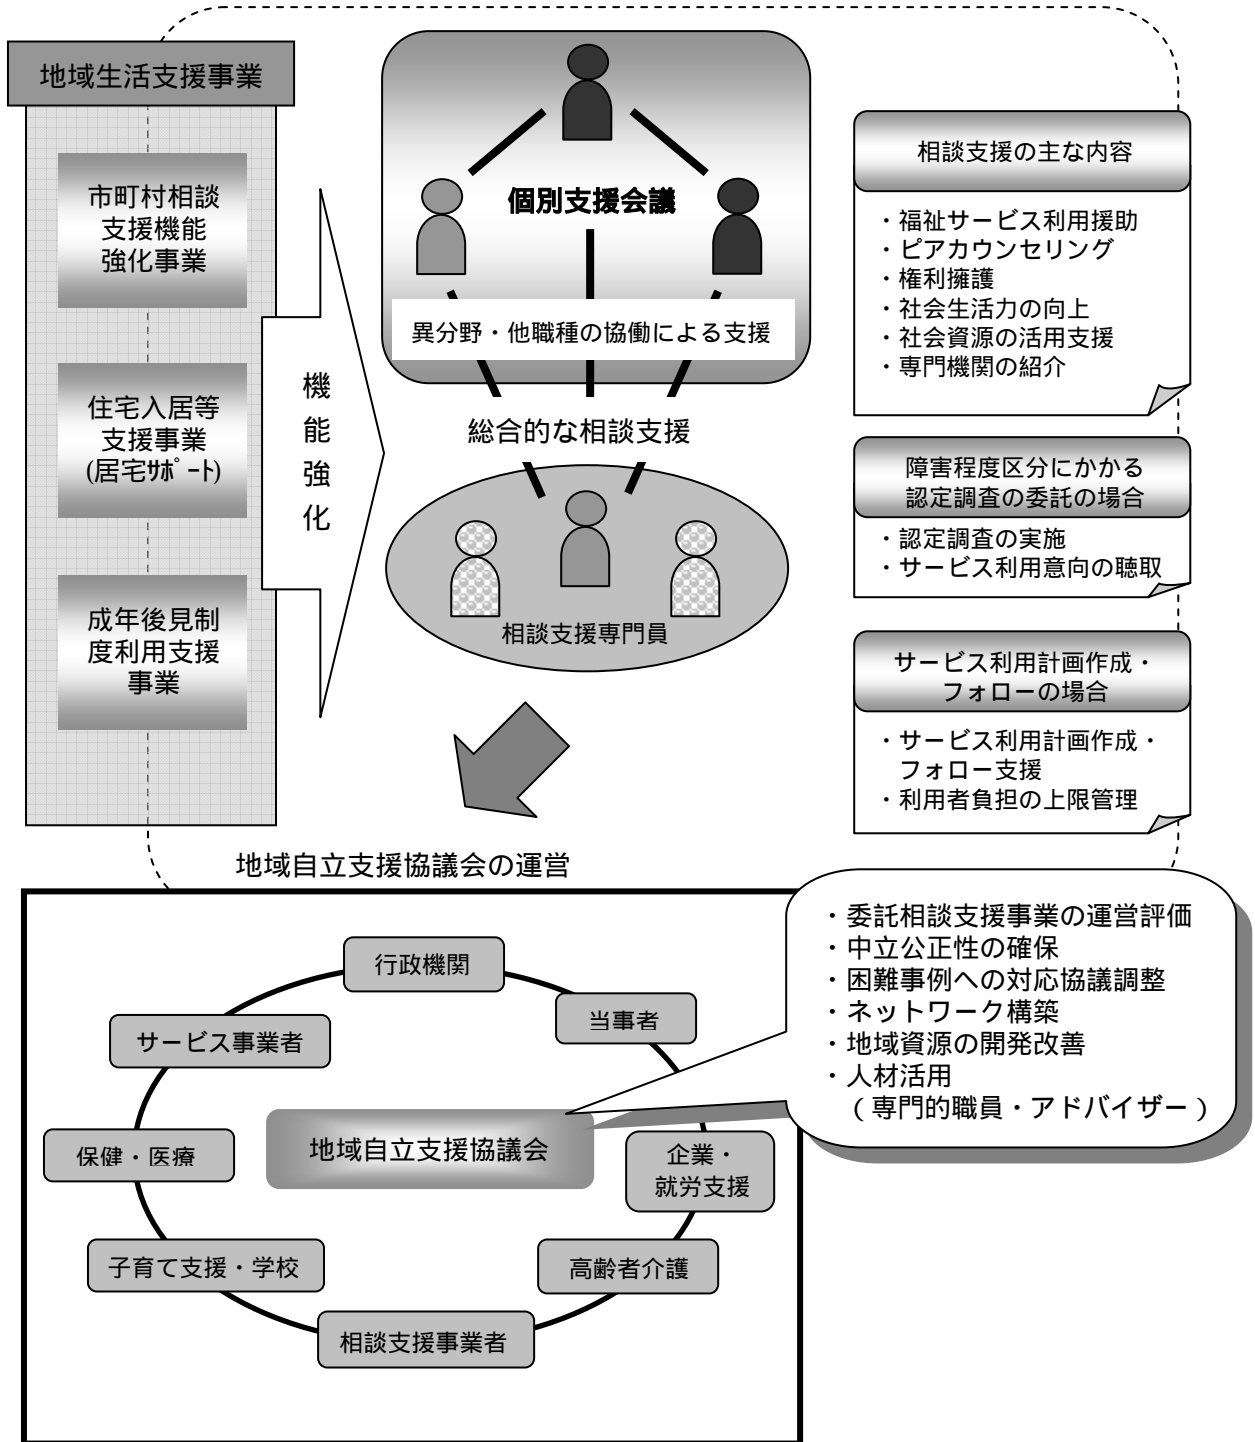 地域生活支援事業
市町村相談
支援機能
強化事業
住宅入居等
支援事業
(居宅ｻﾎﾟｰﾄ)
成年後見制
度利用支援
事業
機
能
強
化
個別支援会議
異分野・他職種の協働による支援
総合的な相談支援
相談支援専門員
相談支援の主な内容
・福祉サービス利用援助
・ピアカウンセリング
・権利擁護
・社会生活力の向上
・社会資源の活用支援
・専門機関の紹介
障害程度区分にかかる
認定調査の委託の場合
・認定調査の実施
・サービス利用意向の聴取
サービス利用計画作成・
フォローの場合
・サービス利用計画作成・
フォロー支援
・利用者負担の上限管理
地域自立支援協議会の運営
行政機関
当事者
サービス事業者
保健・医療
地域自立支援協議会
企業・
就労支援
子育て支援・学校
高齢者介護
相談支援事業者
・委託相談支援事業の運営評価
・中立公正性の確保
・困難事例への対応協議調整
・ネットワーク構築
・地域資源の開発改善
・人材活用
（専門的職員・アドバイザー）